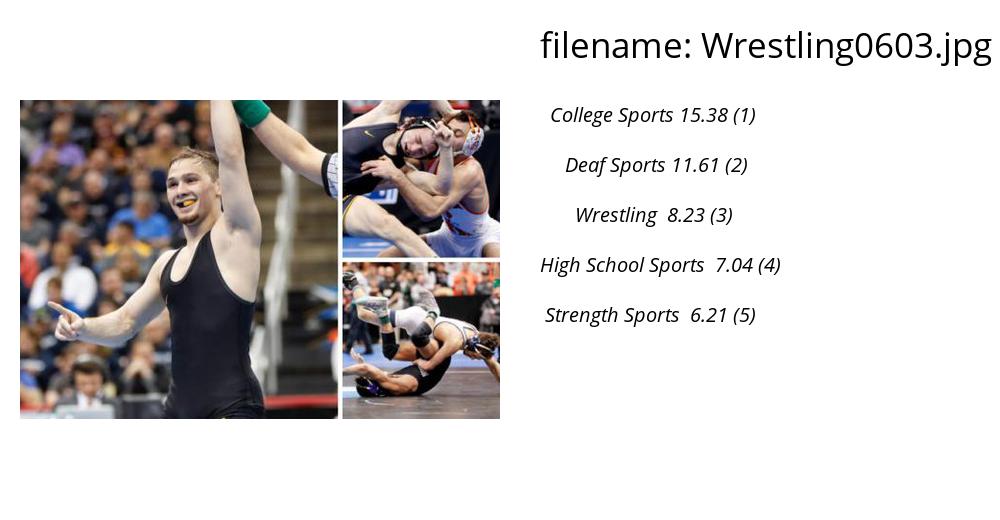 filename: Wrestling0603.jpg
College Sports 15.38 (1)
Deaf Sports 11.61 (2)
Wrestling  8.23 (3)
High School Sports  7.04 (4)
Strength Sports  6.21 (5)